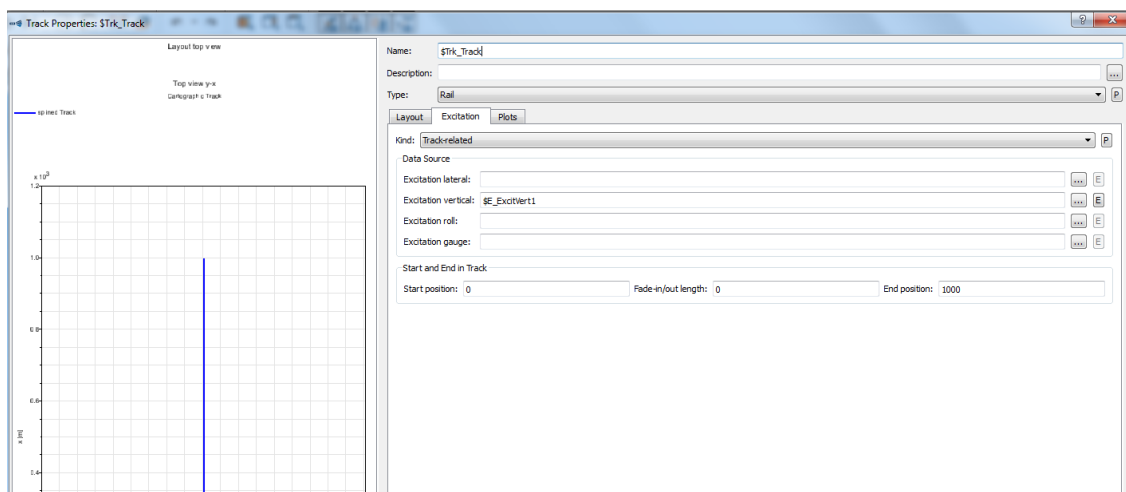 Track Properties: $Trk_Track
?
X
Layout top view
Top view y-x
Cartographic Track
spines Track
x 10^3
1.2
1.0
0.8
0.6
0.4
x [m]
Name: $Trk_Track
Description: ...
Type: Rail P
Layout Excitation Plots
Kind: Track-related P
Data Source
Excitation lateral: ... E
Excitation vertical: $E_ExcitVert1 ... E
Excitation roll: ... E
Excitation gauge: ... E
Start and End in Track
Start position: 0 Fade-in/out length: 0 End position: 1000